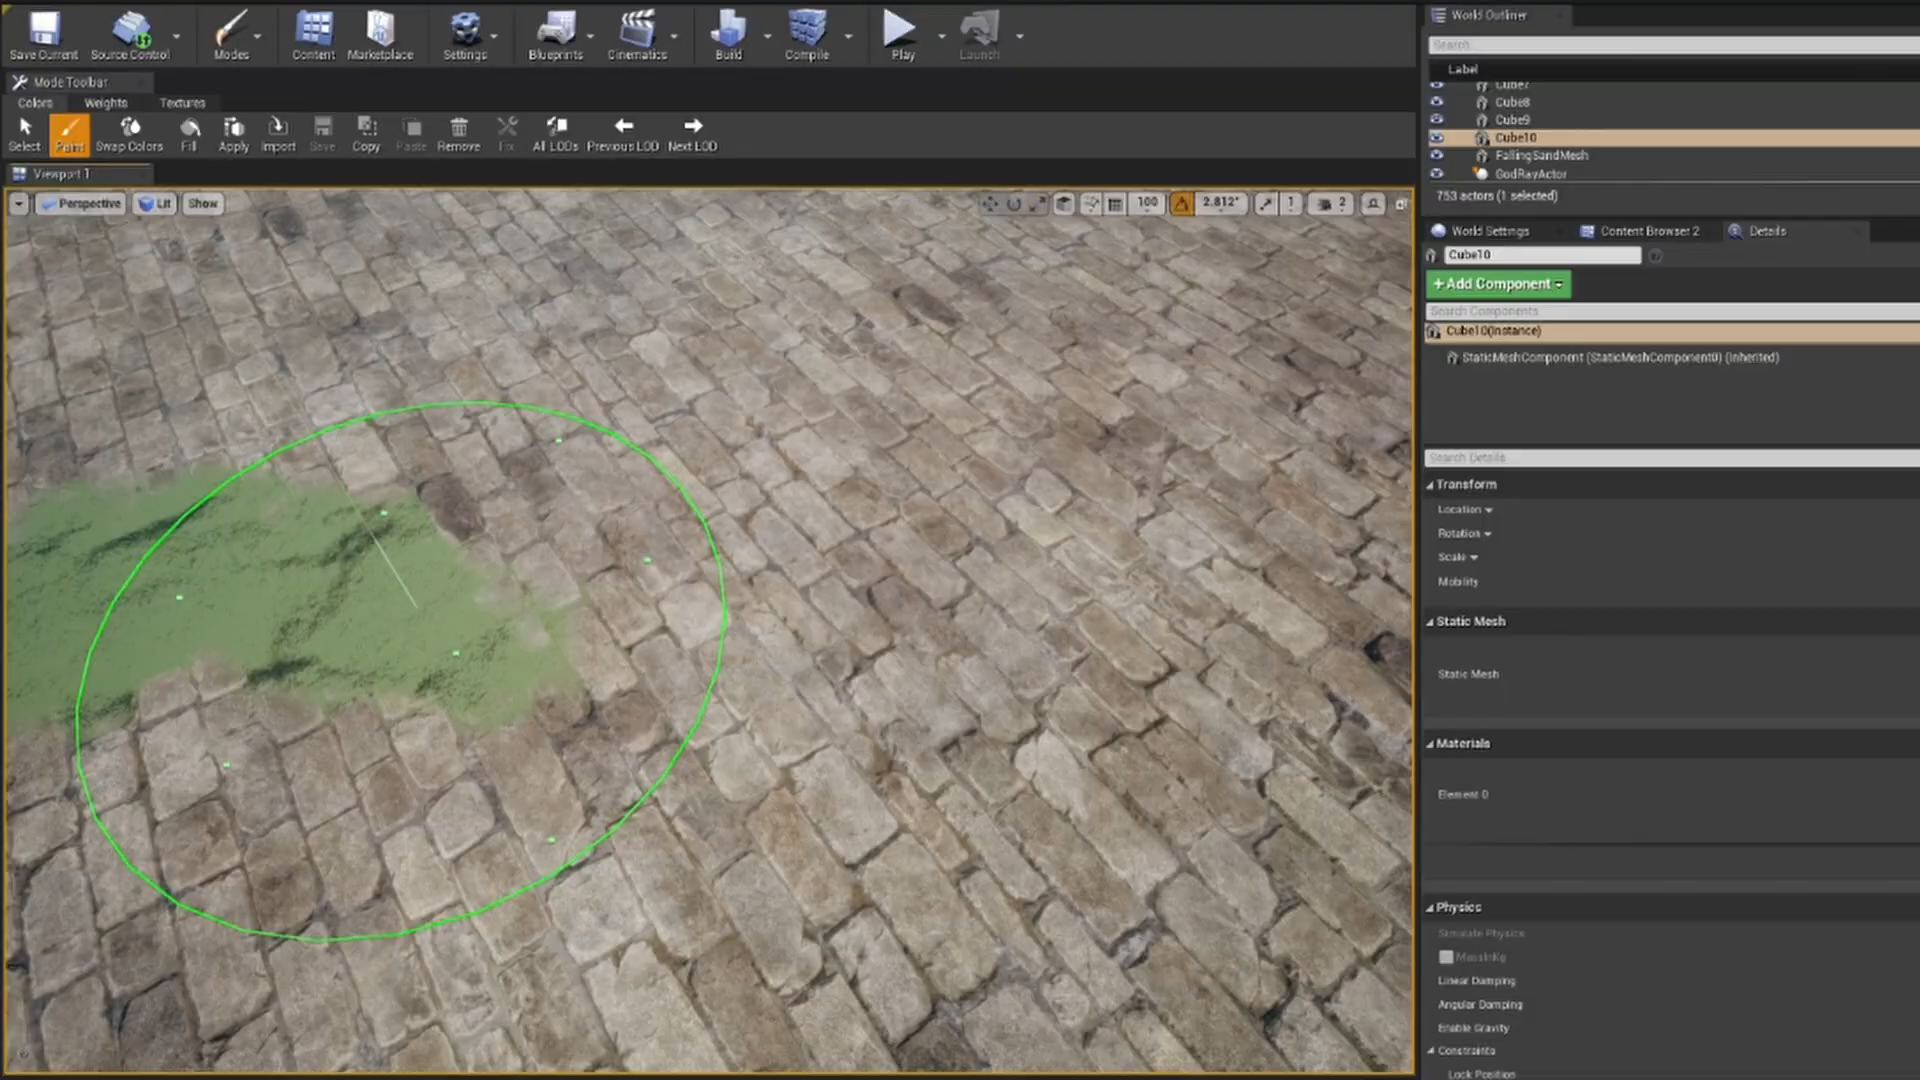 Save Current Source Control Modes Content Marketplace Settings Blueprints Cinematics Build Compile Play Launch
Mode Toolbar
Colors Weights Textures
Select Paint Swap Colors Fill Apply Import Save Copy Paste Remove Fix All LODs Previous LOD Next LOD
Viewport 1
Perspective Lit Show
100 2.812° 1 2
World Outliner
Search...
Label
Cube7
Cube8
Cube9
Cube10
FallingSandMesh
GodRayActor
753 actors (1 selected)
World Settings Content Browser 2 Details
Cube10
+Add Component
Search Components
Cube10(Instance)
StaticMeshComponent (StaticMeshComponent0) (Inherited)
Search Details
Transform
Location
Rotation
Scale
Mobility
Static Mesh
Static Mesh
Materials
Element 0
Physics
Simulate Physics
MassInKg
Linear Damping
Angular Damping
Enable Gravity
Constraints
Lock Position